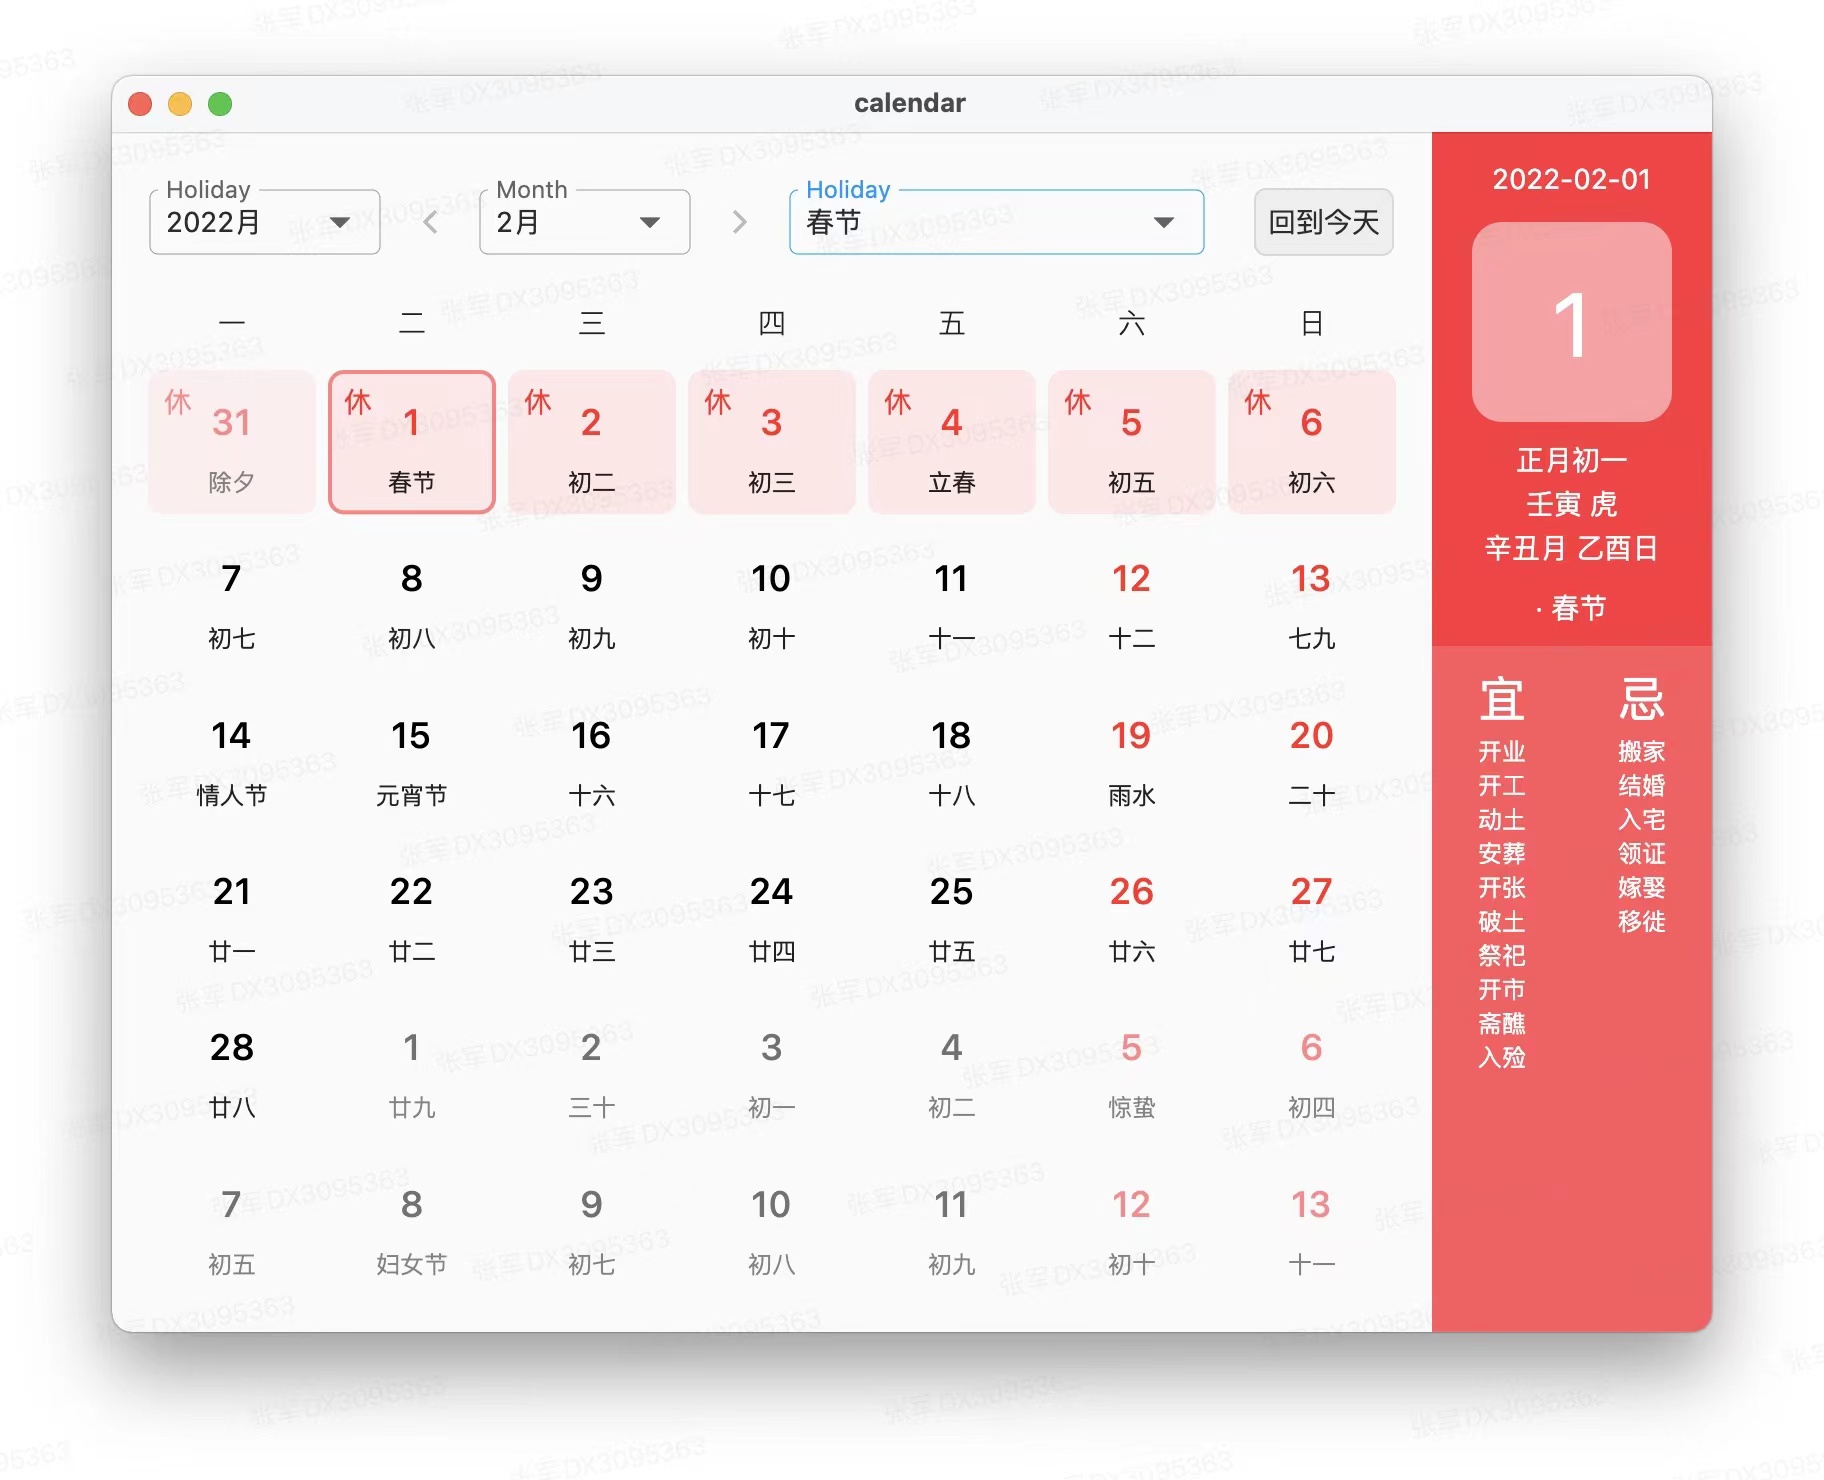 calendar
Holiday
2022月
Month
2月
Holiday
春节
回到今天
一 二 三 四 五 六 日
休 31 休 1 休 2 休 3 休 4 休 5 休 6
除夕 春节 初二 初三 立春 初五 初六
7 8 9 10 11 12 13
初七 初八 初九 初十 十一 十二 七九
14 15 16 17 18 19 20
情人节 元宵节 十六 十七 十八 雨水 二十
21 22 23 24 25 26 27
廿一 廿二 廿三 廿四 廿五 廿六 廿七
28 1 2 3 4 5 6
廿八 廿九 三十 初一 初二 惊蛰 初四
7 8 9 10 11 12 13
初五 妇女节 初七 初八 初九 初十 十一
2022-02-01
1
正月初一
壬寅 虎
辛丑月 乙酉日
· 春节
宜
开业
开工
动土
安葬
开张
破土
祭祀
开市
斋醮
入殓
忌
搬家
结婚
入宅
领证
嫁娶
移徙
张军 DX3095363